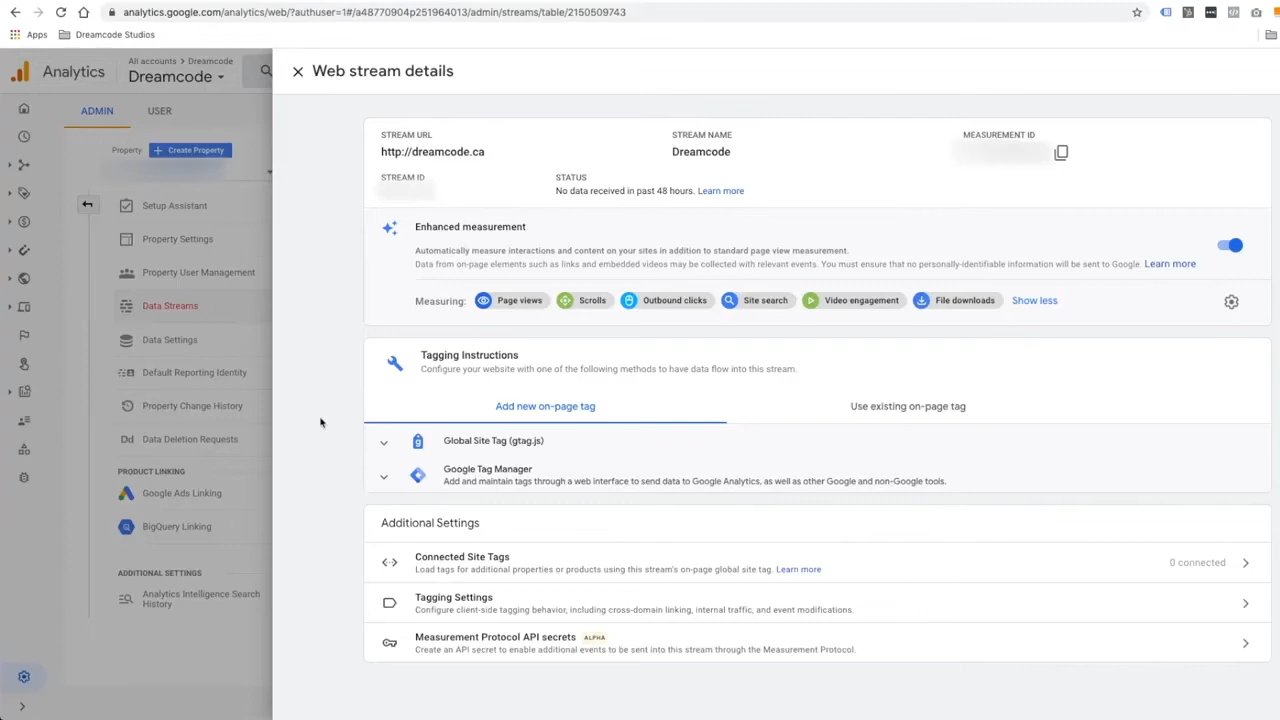 analytics.google.com/analytics/web/?authuser=1#/a48770904p251964013/admin/streams/table/2150509743
Apps
Dreamcode Studios
Analytics
All accounts > Dreamcode
Dreamcode
Web stream details
ADMIN
USER
Property
+ Create Property
Setup Assistant
Property Settings
Property User Management
Data Streams
Data Settings
Default Reporting Identity
Property Change History
Dd
Data Deletion Requests
PRODUCT LINKING
Google Ads Linking
BigQuery Linking
ADDITIONAL SETTINGS
Analytics Intelligence Search
History
STREAM URL
http://dreamcode.ca
STREAM NAME
Dreamcode
MEASUREMENT ID
STREAM ID
STATUS
No data received in past 48 hours. Learn more
Enhanced measurement
Automatically measure interactions and content on your sites in addition to standard page view measurement.
Data from on-page elements such as links and embedded videos may be collected with relevant events. You must ensure that no personally-identifiable information will be sent to Google. Learn more
Measuring:
Page views
Scrolls
Outbound clicks
Site search
Video engagement
File downloads
Show less
Tagging Instructions
Configure your website with one of the following methods to have data flow into this stream.
Add new on-page tag
Use existing on-page tag
Global Site Tag (gtag.js)
Google Tag Manager
Add and maintain tags through a web interface to send data to Google Analytics, as well as other Google and non-Google tools.
Additional Settings
Connected Site Tags
Load tags for additional properties or products using this stream's on-page global site tag. Learn more
0 connected
Tagging Settings
Configure client-side tagging behavior, including cross-domain linking, internal traffic, and event modifications.
Measurement Protocol API secrets ALPHA
Create an API secret to enable additional events to be sent into this stream through the Measurement Protocol.